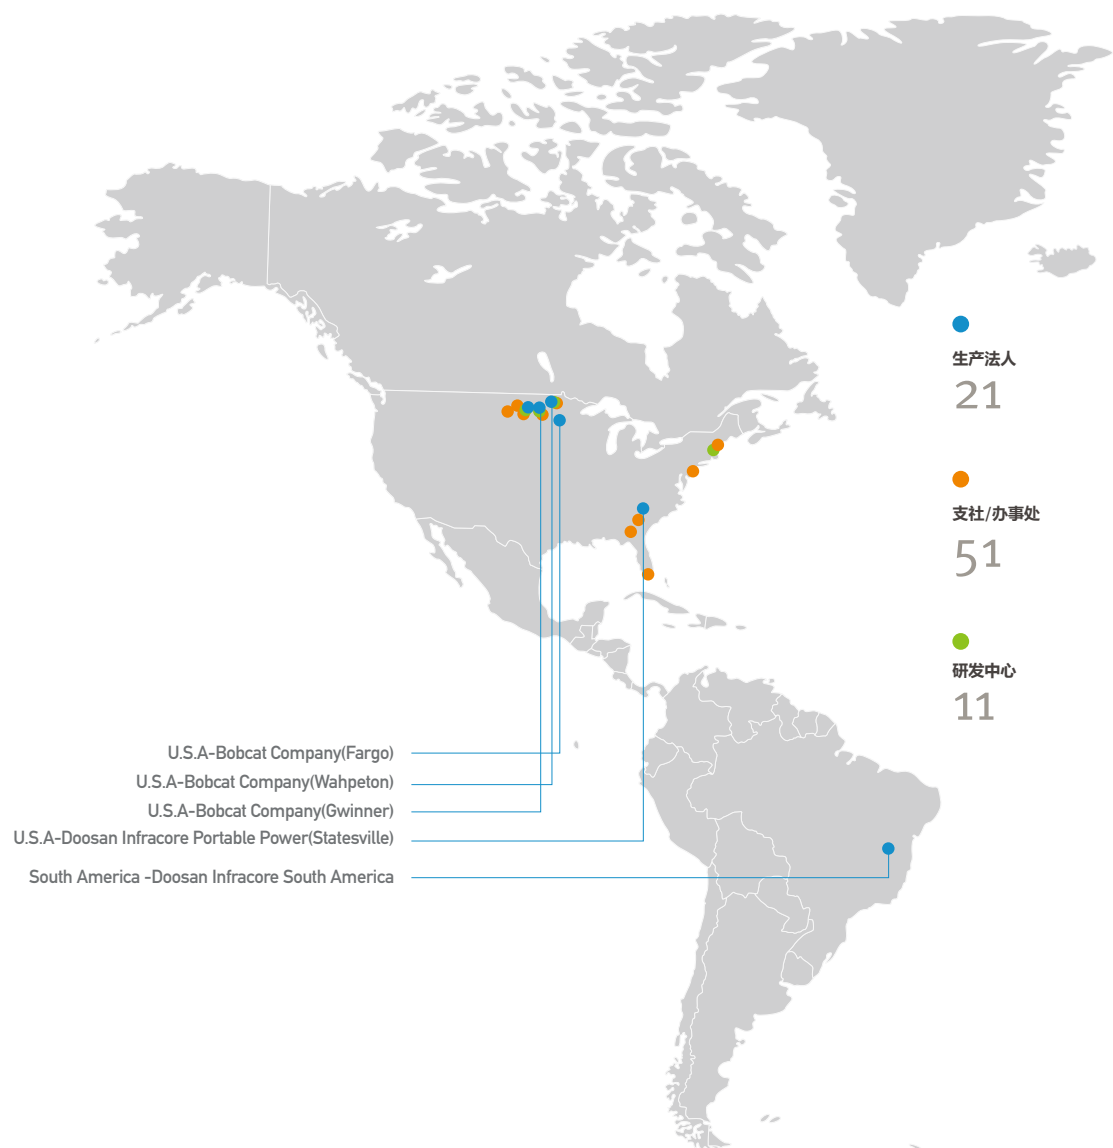 生产法人
21
支社/办事处
51
研发中心
11
U.S.A-Bobcat Company(Fargo)
U.S.A-Bobcat Company(Wahpeton)
U.S.A-Bobcat Company(Gwinner)
U.S.A-Doosan Infracore Portable Power(Statesville)
South America -Doosan Infracore South America